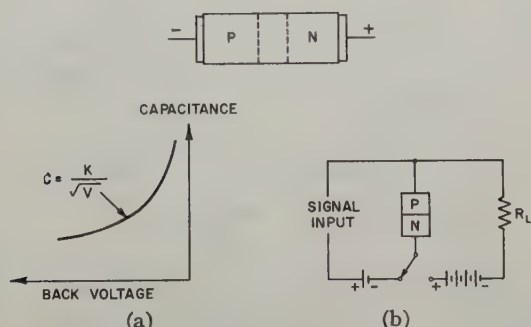 - P N +
CAPACITANCE
C = K / √V
BACK VOLTAGE
(a)
SIGNAL
INPUT
P
N
R_L
+ - + -
(b)